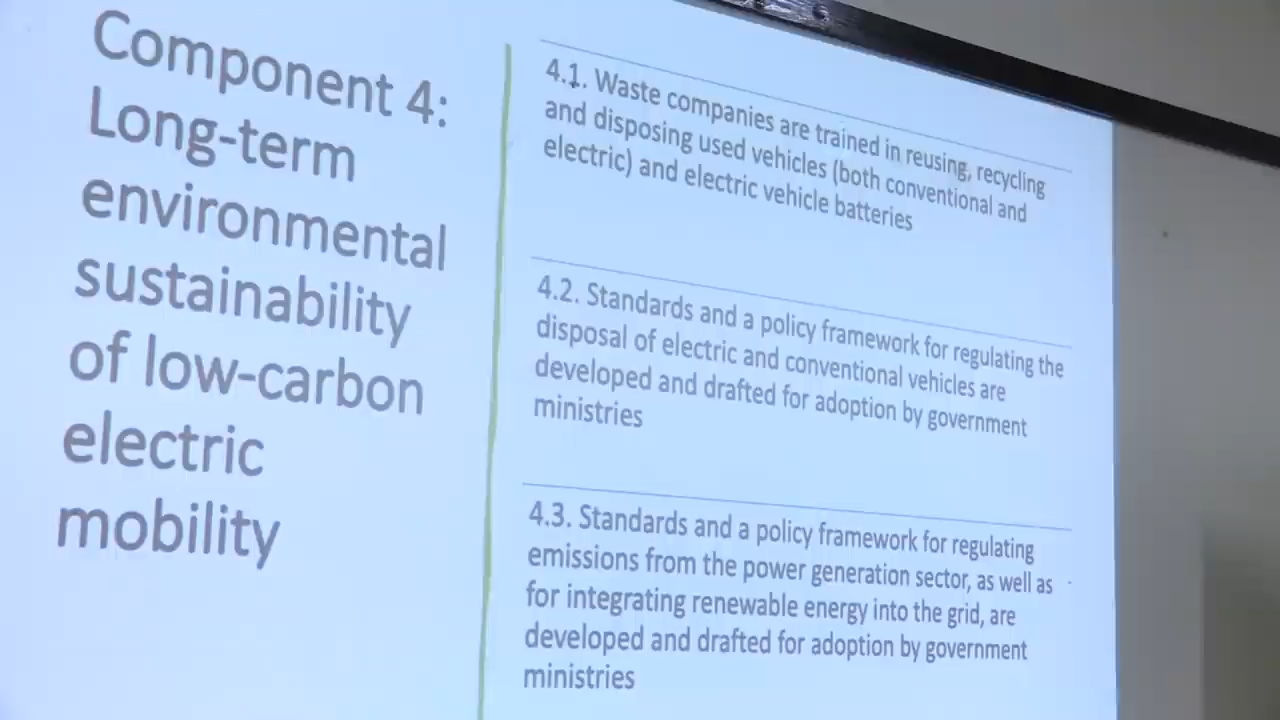 Component 4:
Long-term
environmental
sustainability
of low-carbon
electric
mobility
4.1. Waste companies are trained in reusing, recycling
and disposing used vehicles (both conventional and
electric) and electric vehicle batteries
4.2. Standards and a policy framework for regulating the
disposal of electric and conventional vehicles are
developed and drafted for adoption by government
ministries
4.3. Standards and a policy framework for regulating
emissions from the power generation sector, as well as
for integrating renewable energy into the grid, are
developed and drafted for adoption by government
ministries